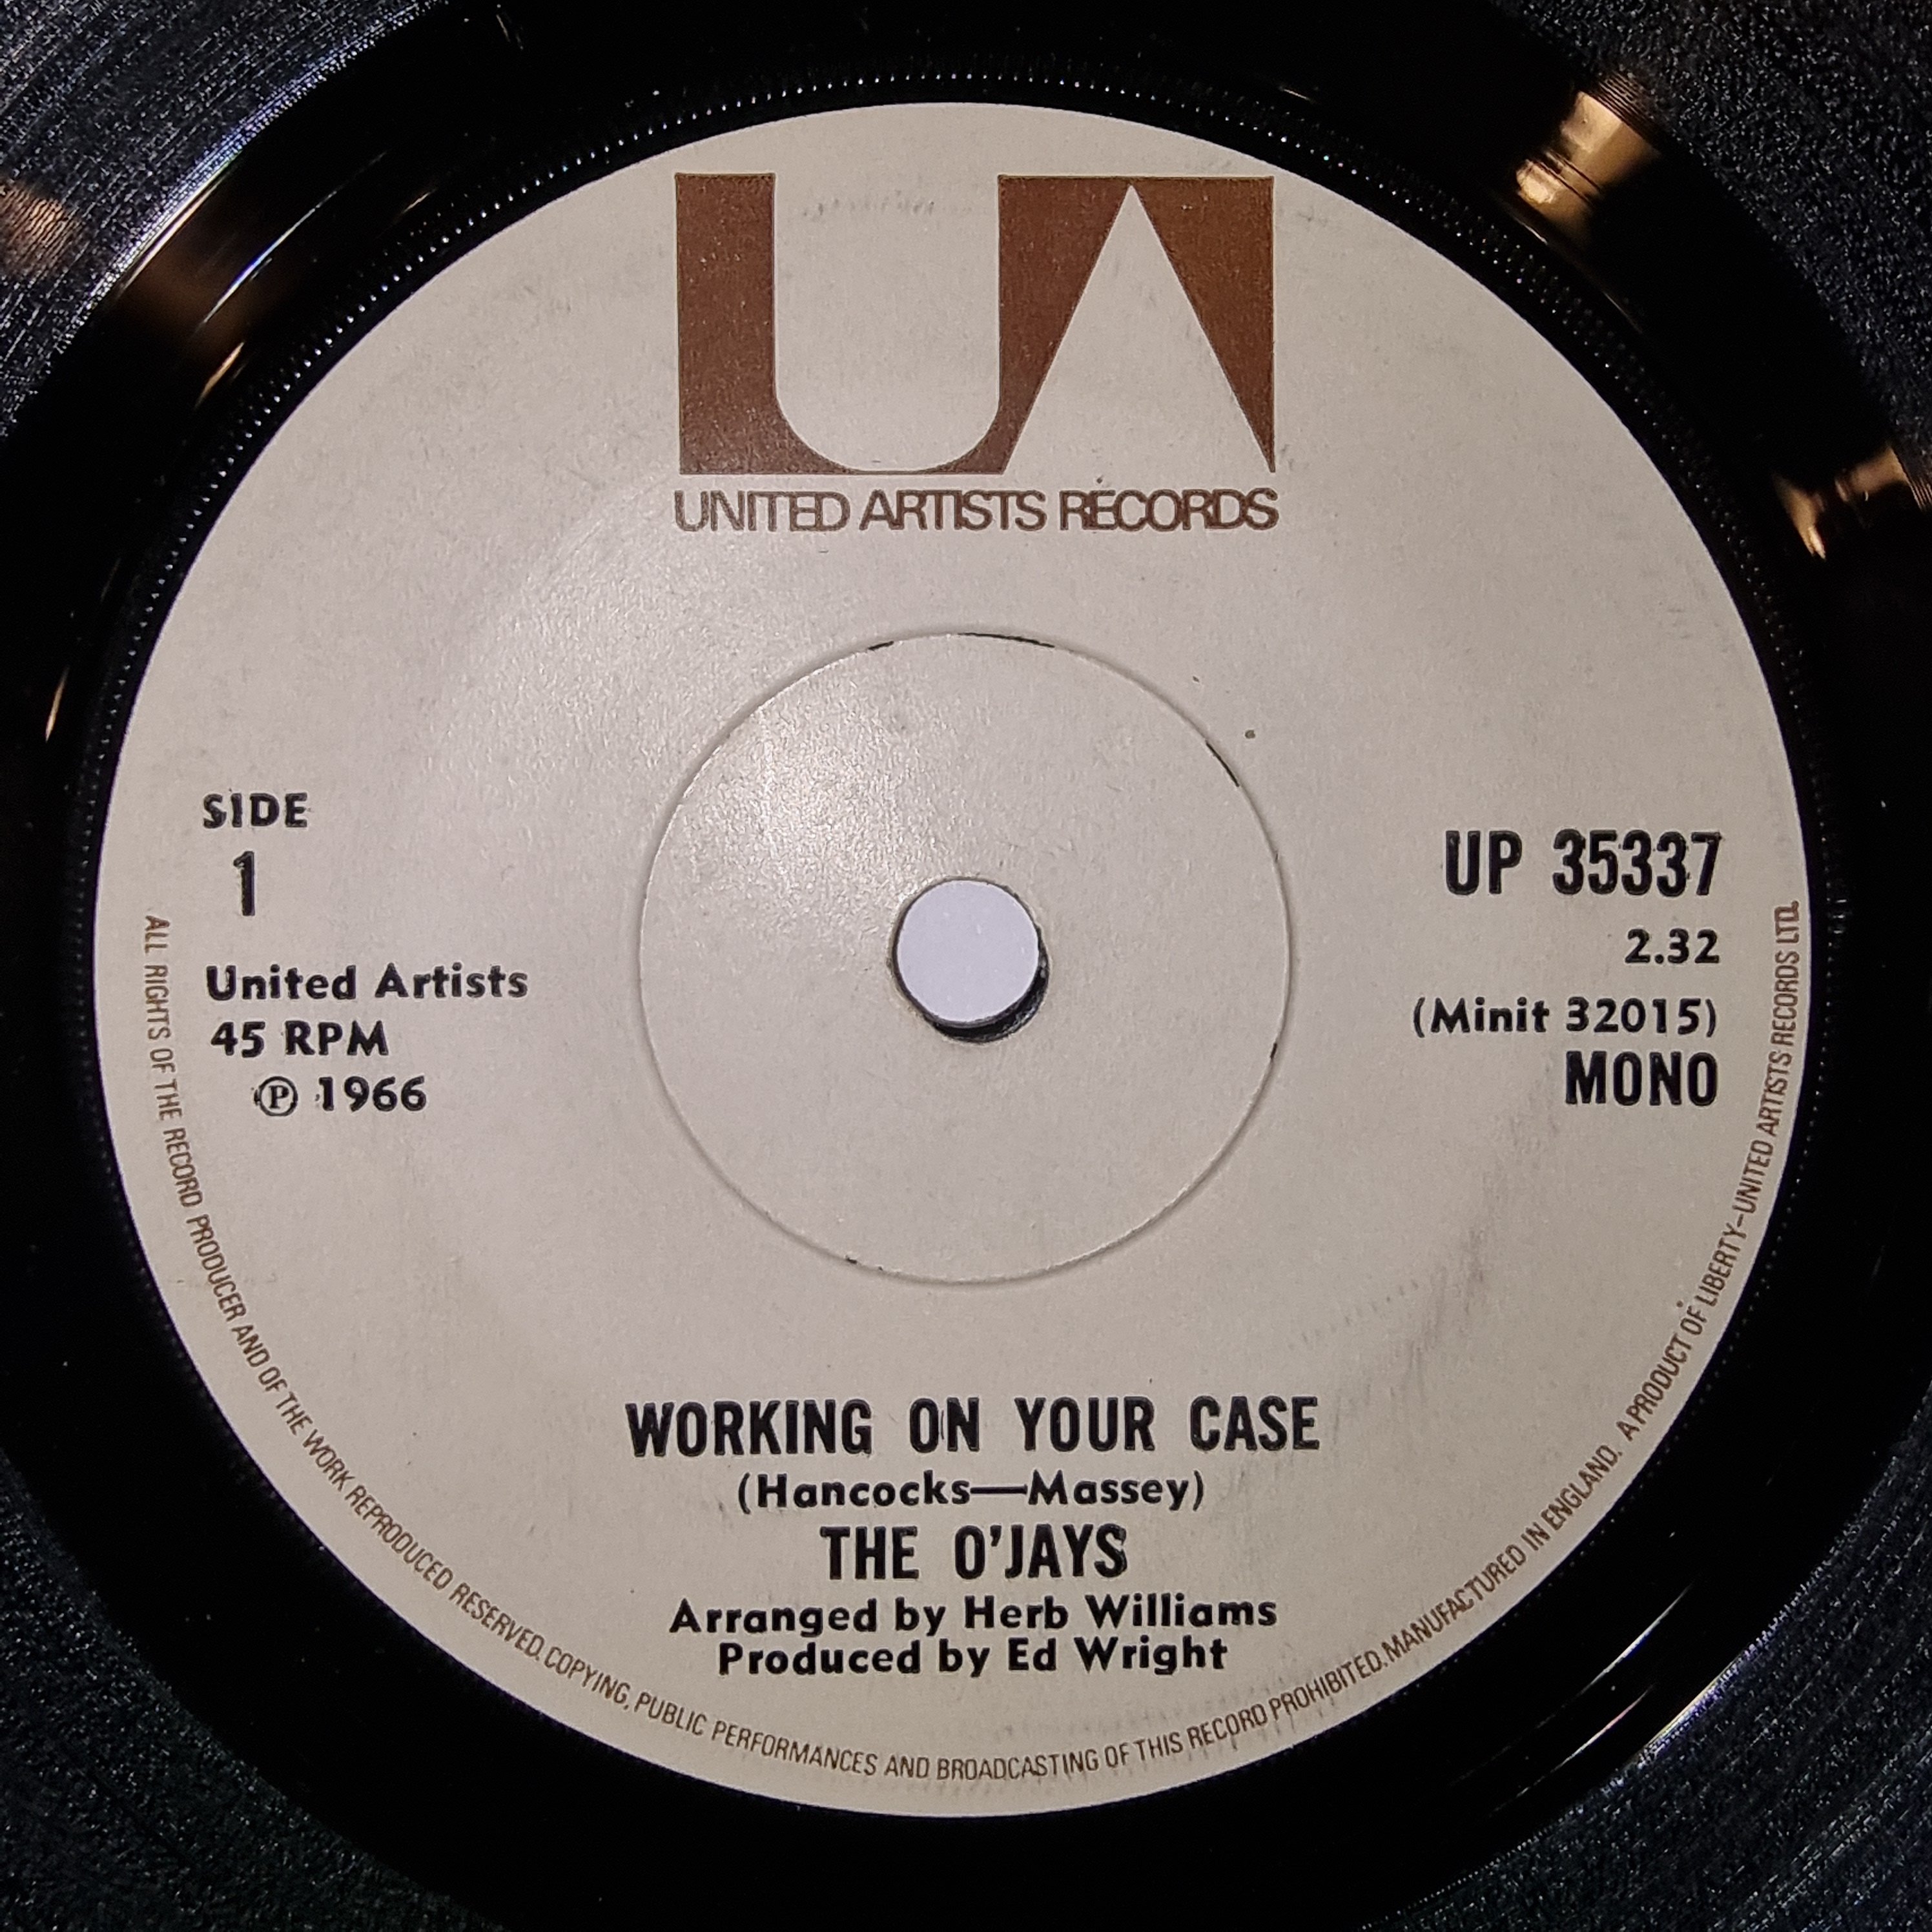 UA
UNITED ARTISTS RECORDS
SIDE
1
United Artists
45 RPM
Ⓟ 1966
UP 35337
2.32
(Minit 32015)
MONO
WORKING ON YOUR CASE
(Hancocks—Massey)
THE O'JAYS
Arranged by Herb Williams
Produced by Ed Wright
ALL RIGHTS OF THE RECORD PRODUCER AND OF THE WORK REPRODUCED RESERVED. COPYING, PUBLIC PERFORMANCES AND BROADCASTING OF THIS RECORD PROHIBITED. MANUFACTURED IN ENGLAND. A PRODUCT OF LIBERTY-UNITED ARTISTS RECORDS LTD.